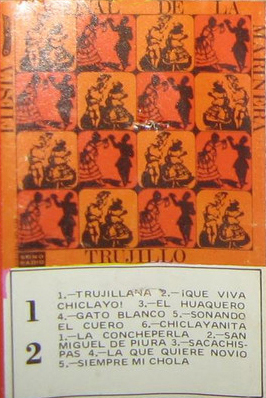 FIESTA
NAL DE LA
MARINERA
TRUJILLO
1
1.—TRUJILLANA 2.—¡QUE VIVA
CHICLAYO! 3.—EL HUAQUERO
4.—GATO BLANCO 5.—SONANDO
EL CUERO 6.—CHICLAYANITA
2
1.—LA CONCHEPERLA 2.—SAN
MIGUEL DE PIURA 3.—SACACHIS-
PAS 4.—LA QUE QUIERE NOVIO
5.—SIEMPRE MI CHOLA